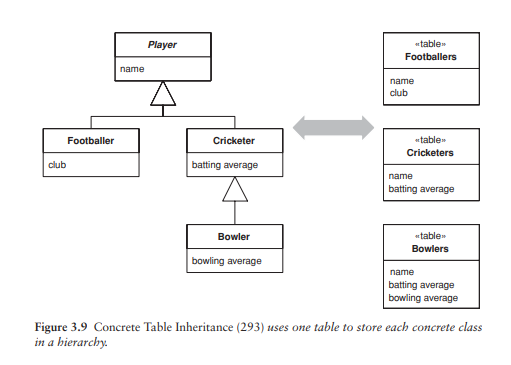 Player
name
«table»
Footballers
name
club
Footballer
club
Cricketer
batting average
«table»
Cricketers
name
batting average
Bowler
bowling average
«table»
Bowlers
name
batting average
bowling average
Figure 3.9 Concrete Table Inheritance (293) uses one table to store each concrete class
in a hierarchy.